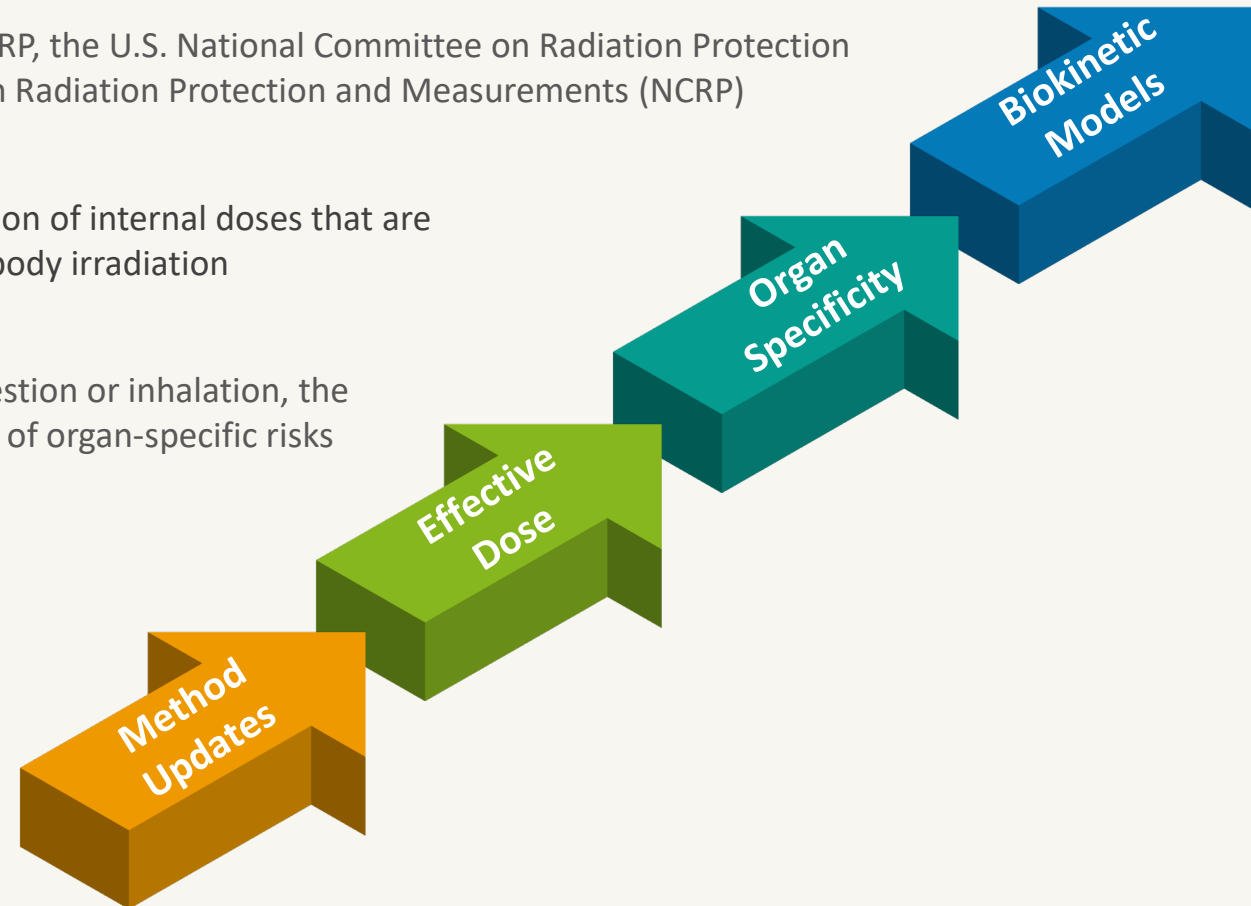 RP, the U.S. National Committee on Radiation Protection
n Radiation Protection and Measurements (NCRP)
ion of internal doses that are
body irradiation
estion or inhalation, the
of organ-specific risks
Biokinetic
Models
Organ
Specificity
Effective
Dose
Method
Updates